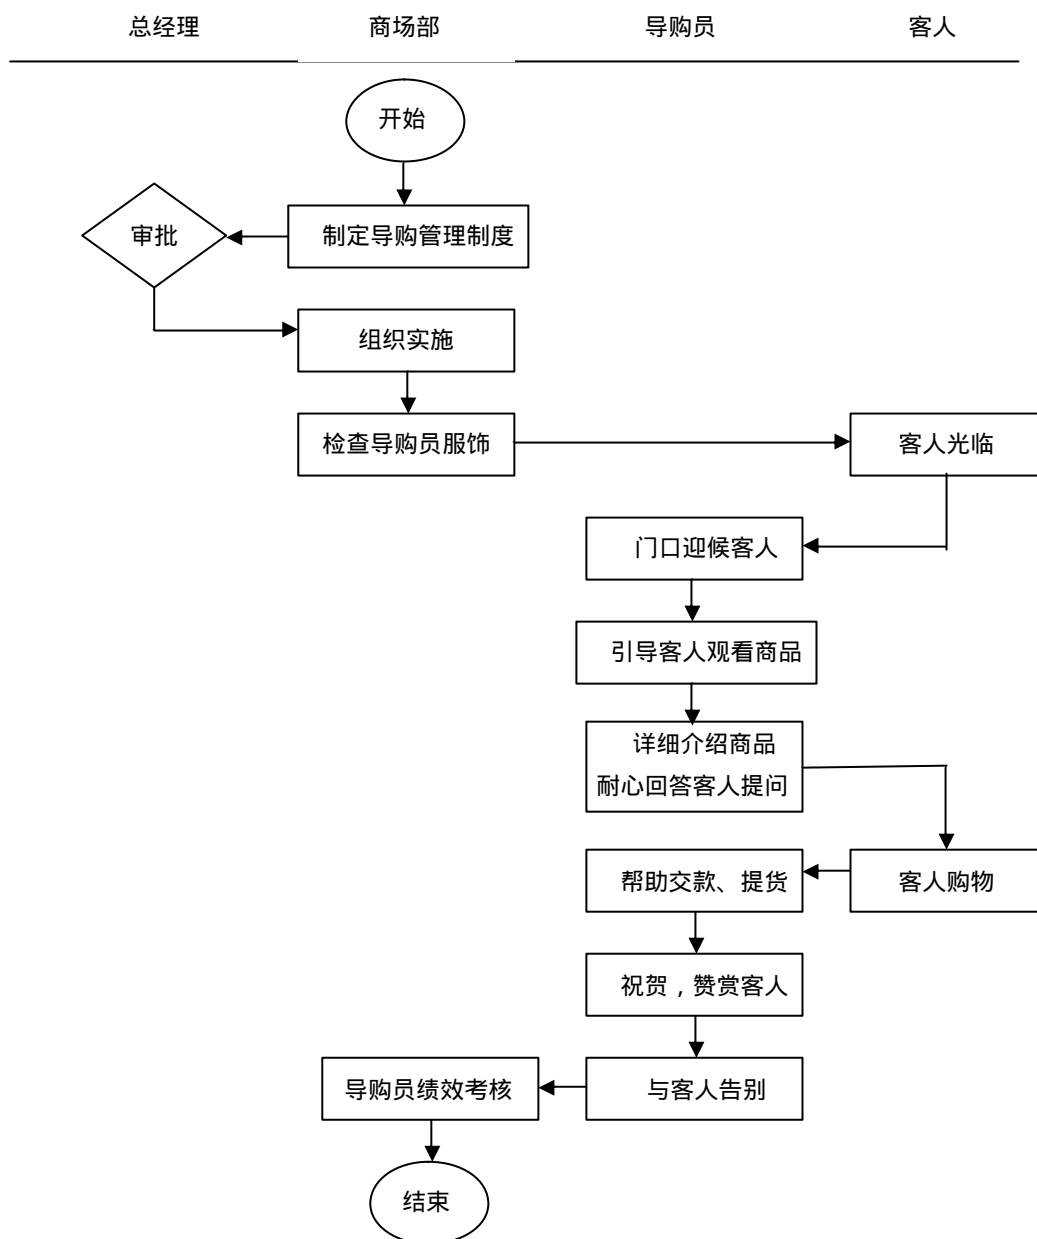 总经理
商场部
导购员
客人
开始
审批
制定导购管理制度
组织实施
检查导购员服饰
客人光临
门口迎候客人
引导客人观看商品
详细介绍商品
耐心回答客人提问
帮助交款、提货
客人购物
祝贺，赞赏客人
导购员绩效考核
与客人告别
结束